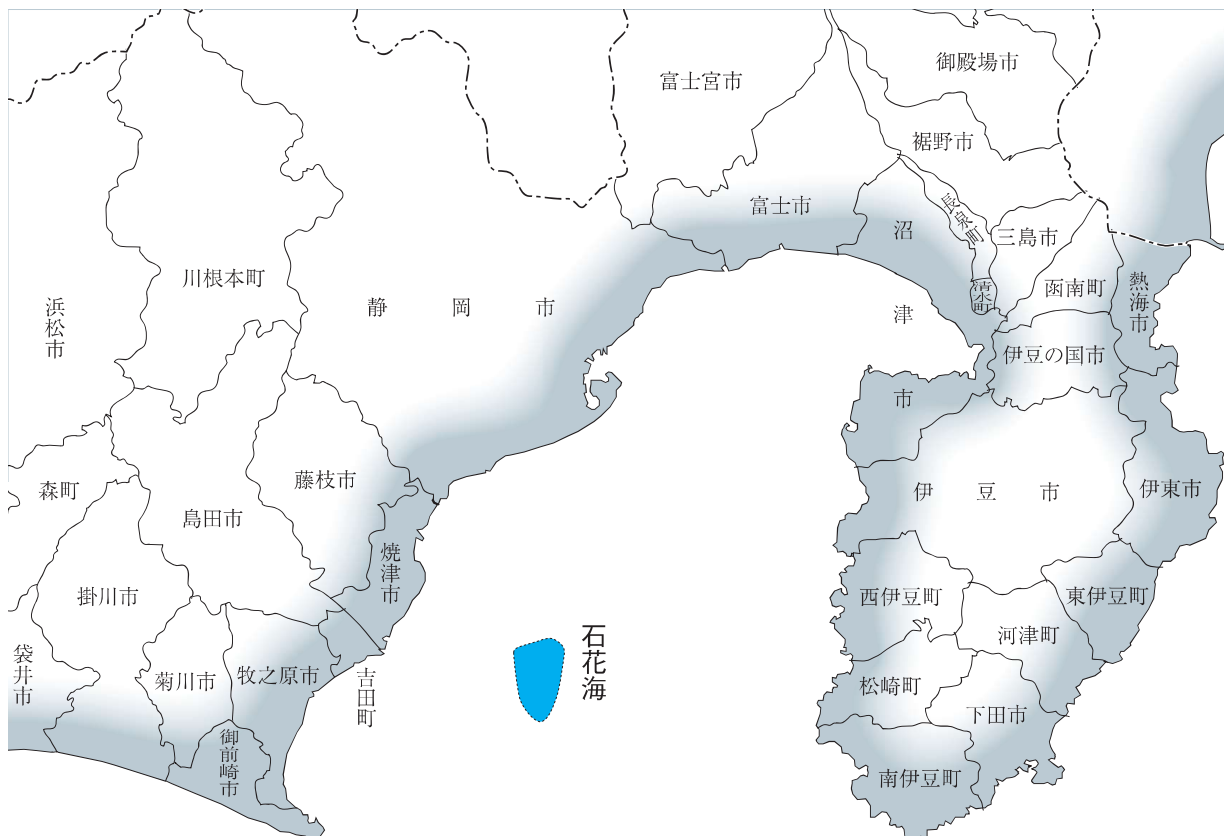 御殿場市
富士宮市
裾野市
長泉町
富士市
沼津市
三島市
清水町
函南町
熱海市
川根本町
静岡市
浜松市
伊豆の国市
藤枝市
森町
島田市
伊豆市
伊東市
焼津市
掛川市
西伊豆町
東伊豆町
河津町
石花海
袋井市
菊川市
牧之原市
吉田町
松崎町
下田市
御前崎市
南伊豆町